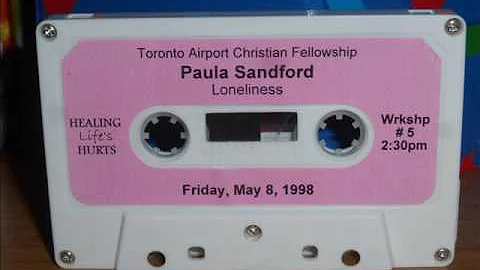 Toronto Airport Christian Fellowship
Paula Sandford
Loneliness
HEALING
Life's
HURTS
Wrkshp
# 5
2:30pm
Friday, May 8, 1998